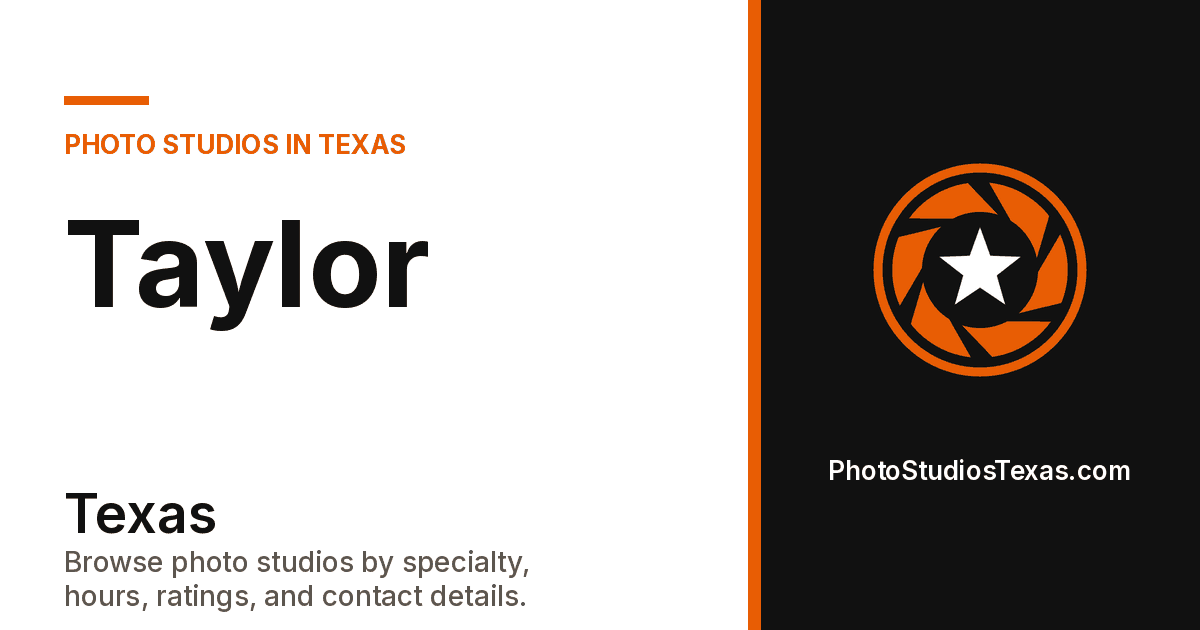 PHOTO STUDIOS IN TEXAS
Taylor
Texas
Browse photo studios by specialty,
hours, ratings, and contact details.
PhotoStudiosTexas.com